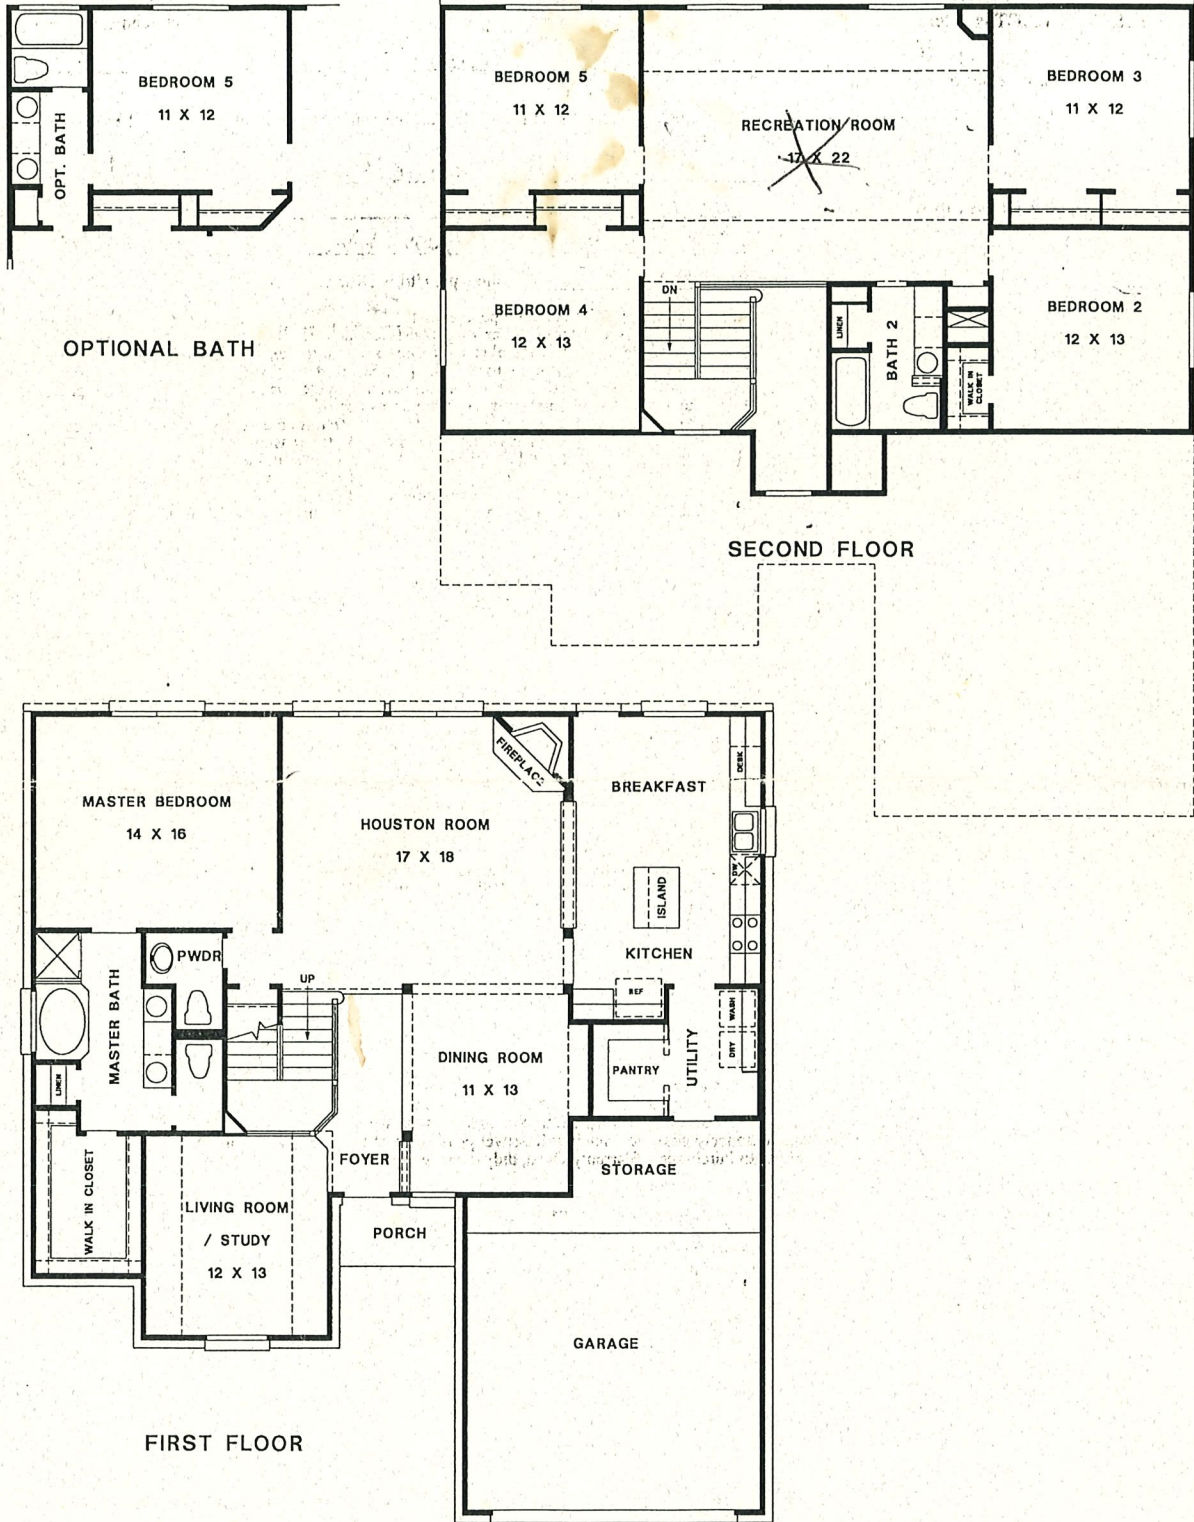 BEDROOM 5
11 X 12
OPT. BATH
OPTIONAL BATH
BEDROOM 5
11 X 12
RECREATION ROOM
17 X 22
BEDROOM 3
11 X 12
BEDROOM 4
12 X 13
DN
LINEN
BATH 2
WALK IN
CLOSET
BEDROOM 2
12 X 13
SECOND FLOOR
MASTER BEDROOM
14 X 16
HOUSTON ROOM
17 X 18
FIREPLACE
BREAKFAST
DESK
DW
ISLAND
KITCHEN
REF
PWDR
MASTER BATH
LINEN
UP
DINING ROOM
11 X 13
PANTRY
UTILITY
WASH
DRY
FOYER
STORAGE
WALK IN CLOSET
LIVING ROOM
/ STUDY
12 X 13
PORCH
GARAGE
FIRST FLOOR